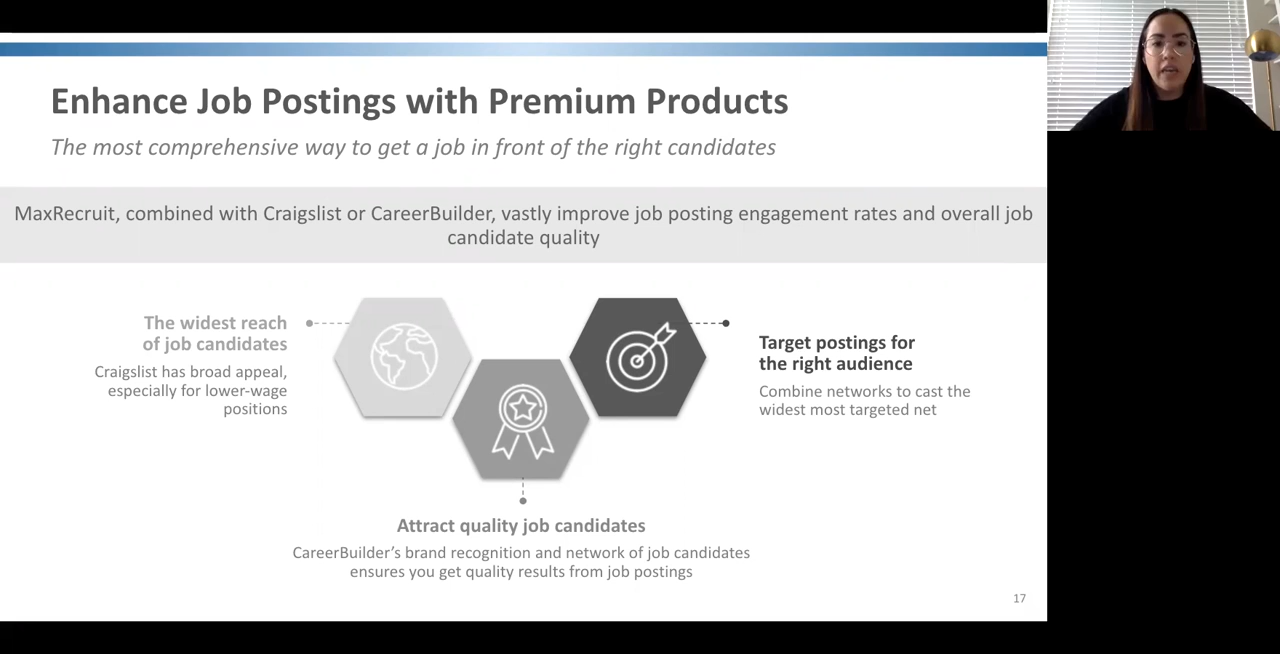 Enhance Job Postings with Premium Products
The most comprehensive way to get a job in front of the right candidates
MaxRecruit, combined with Craigslist or CareerBuilder, vastly improve job posting engagement rates and overall job
candidate quality
The widest reach
of job candidates
Craigslist has broad appeal,
especially for lower-wage
positions
Target postings for
the right audience
Combine networks to cast the
widest most targeted net
Attract quality job candidates
CareerBuilder’s brand recognition and network of job candidates
ensures you get quality results from job postings
17